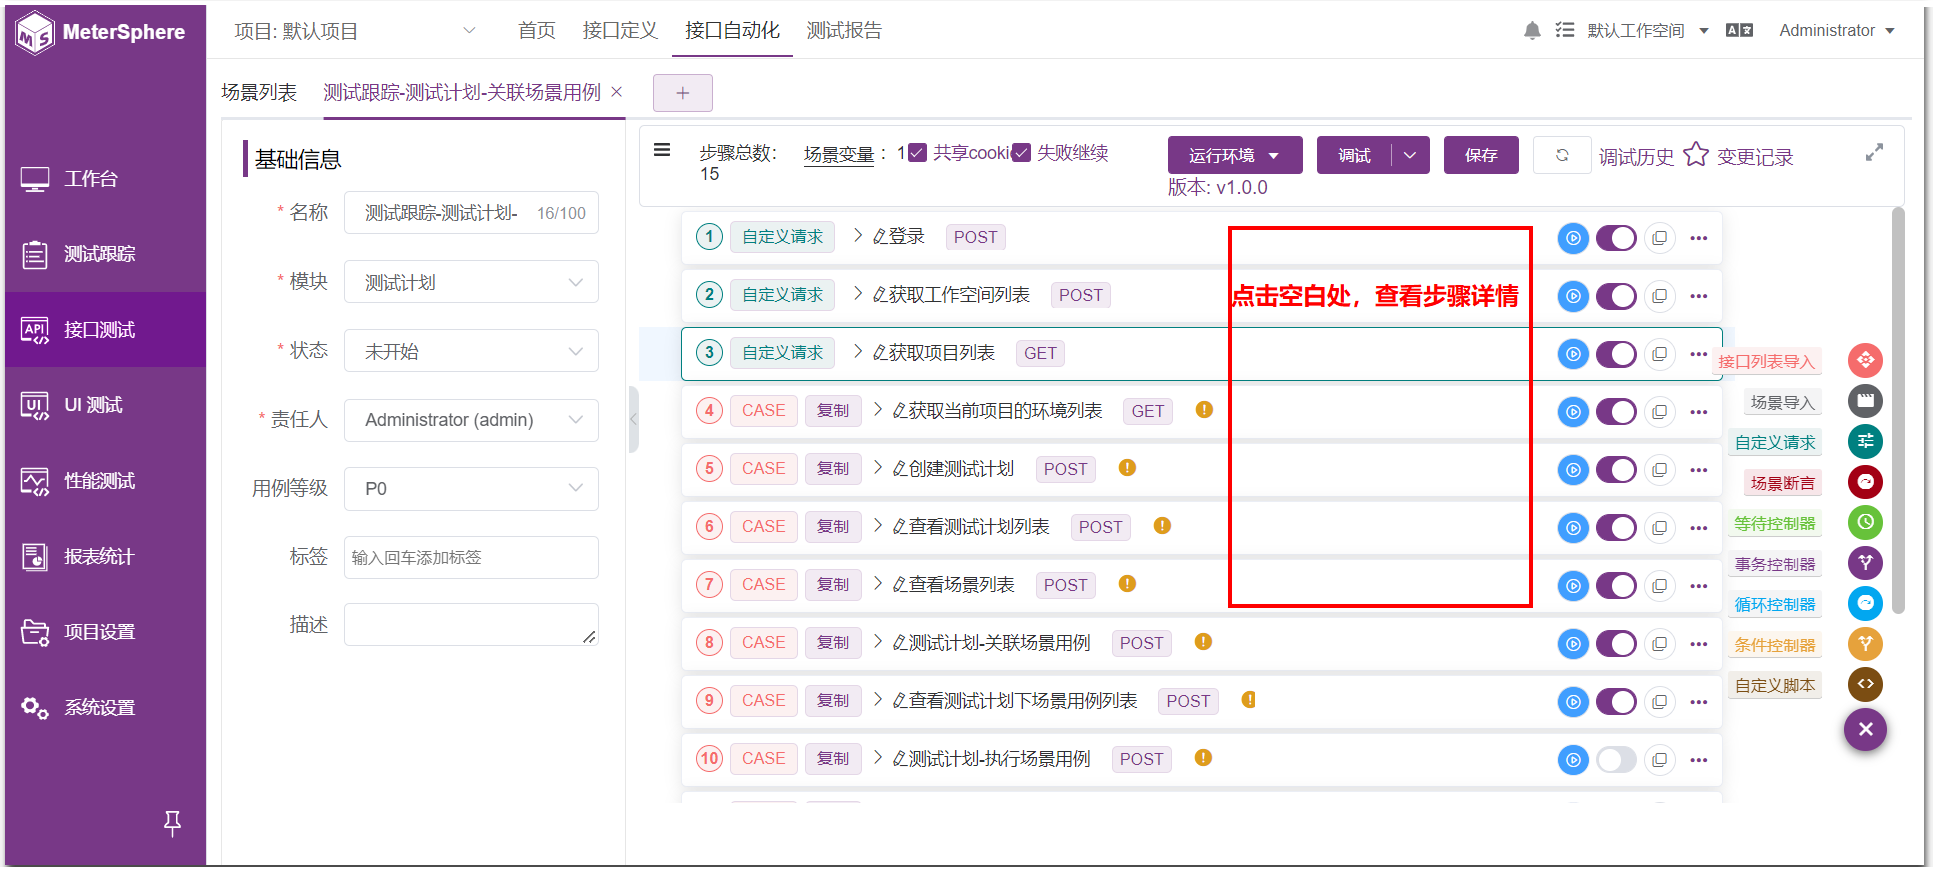 MeterSphere
项目: 默认项目
首页
接口定义
接口自动化
测试报告
默认工作空间
Administrator
场景列表
测试跟踪-测试计划-关联场景用例
工作台
测试跟踪
API
接口测试
UI
UI 测试
性能测试
报表统计
项目设置
系统设置
基础信息
* 名称
测试跟踪-测试计划-
16/100
* 模块
测试计划
* 状态
未开始
* 责任人
Administrator (admin)
用例等级
P0
标签
输入回车添加标签
描述
步骤总数:
15
场景变量 : 1
共享cooki
失败继续
运行环境
调试
保存
调试历史
变更记录
版本: v1.0.0
1 自定义请求 登录 POST
2 自定义请求 获取工作空间列表 POST
点击空白处，查看步骤详情
3 自定义请求 获取项目列表 GET
4 CASE 复制 获取当前项目的环境列表 GET
5 CASE 复制 创建测试计划 POST
6 CASE 复制 查看测试计划列表 POST
7 CASE 复制 查看场景列表 POST
8 CASE 复制 测试计划-关联场景用例 POST
9 CASE 复制 查看测试计划下场景用例列表 POST
10 CASE 复制 测试计划-执行场景用例 POST
接口列表导入
场景导入
自定义请求
场景断言
等待控制器
事务控制器
循环控制器
条件控制器
自定义脚本